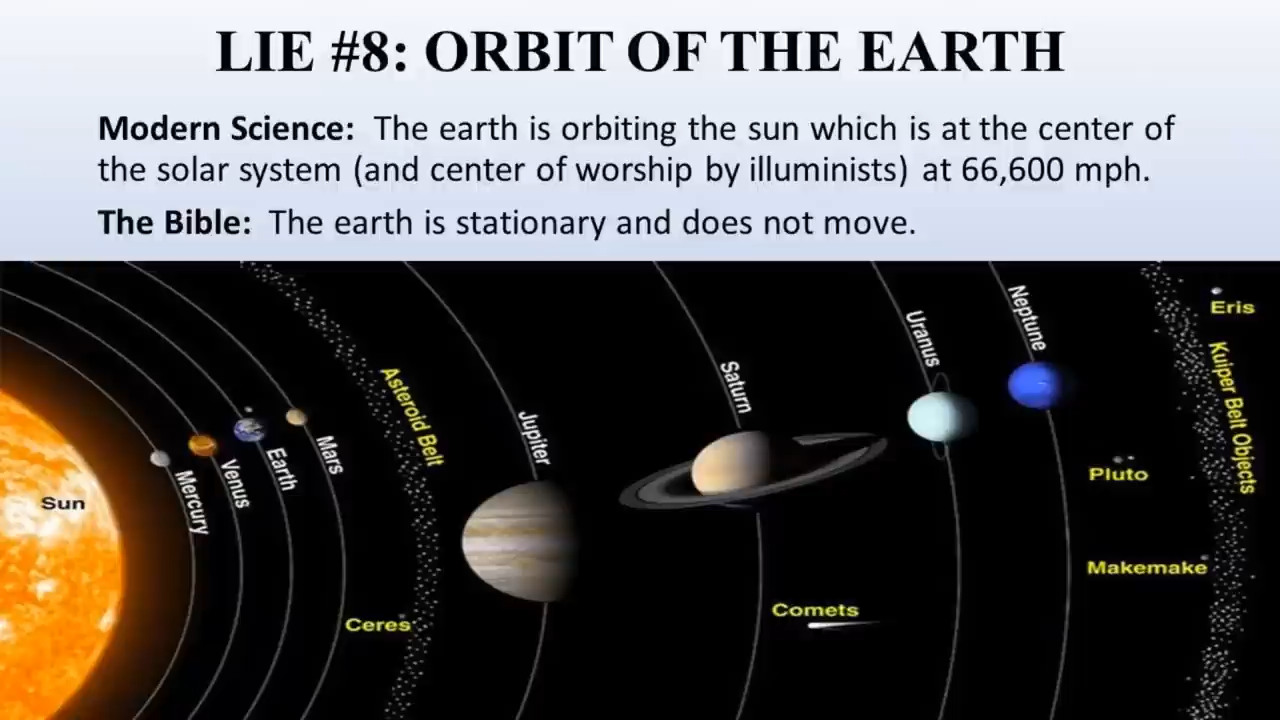 LIE #8: ORBIT OF THE EARTH
Modern Science: The earth is orbiting the sun which is at the center of
the solar system (and center of worship by illuminists) at 66,600 mph.
The Bible: The earth is stationary and does not move.
Sun
Mercury
Venus
Earth
Mars
Ceres
Asteroid Belt
Jupiter
Saturn
Comets
Uranus
Neptune
Pluto
Makemake
Eris
Kuiper Belt Objects